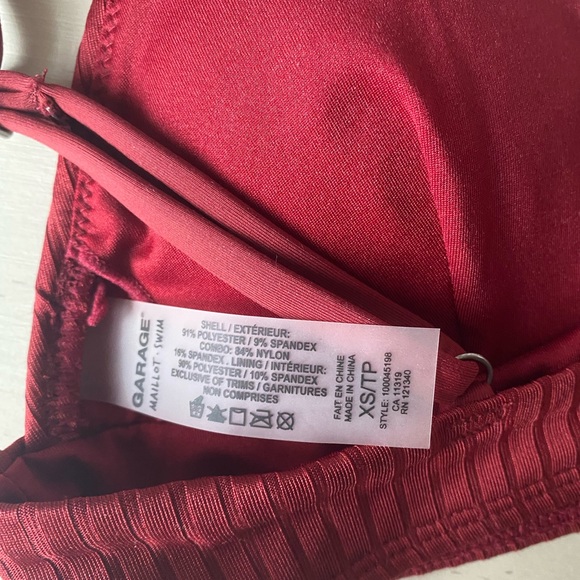 GARAGE®
MAILLOT · SWIM
SHELL / EXTÉRIEUR:
91% POLYESTER / 9% SPANDEX
COMBO: 84% NYLON
16% SPANDEX . LINING / INTÉRIEUR:
90% POLYESTER / 10% SPANDEX
EXCLUSIVE OF TRIMS / GARNITURES
NON COMPRISES
FAIT EN CHINE
MADE IN CHINA
XS/TP
STYLE: 100045198
CA 11319
RN 121340